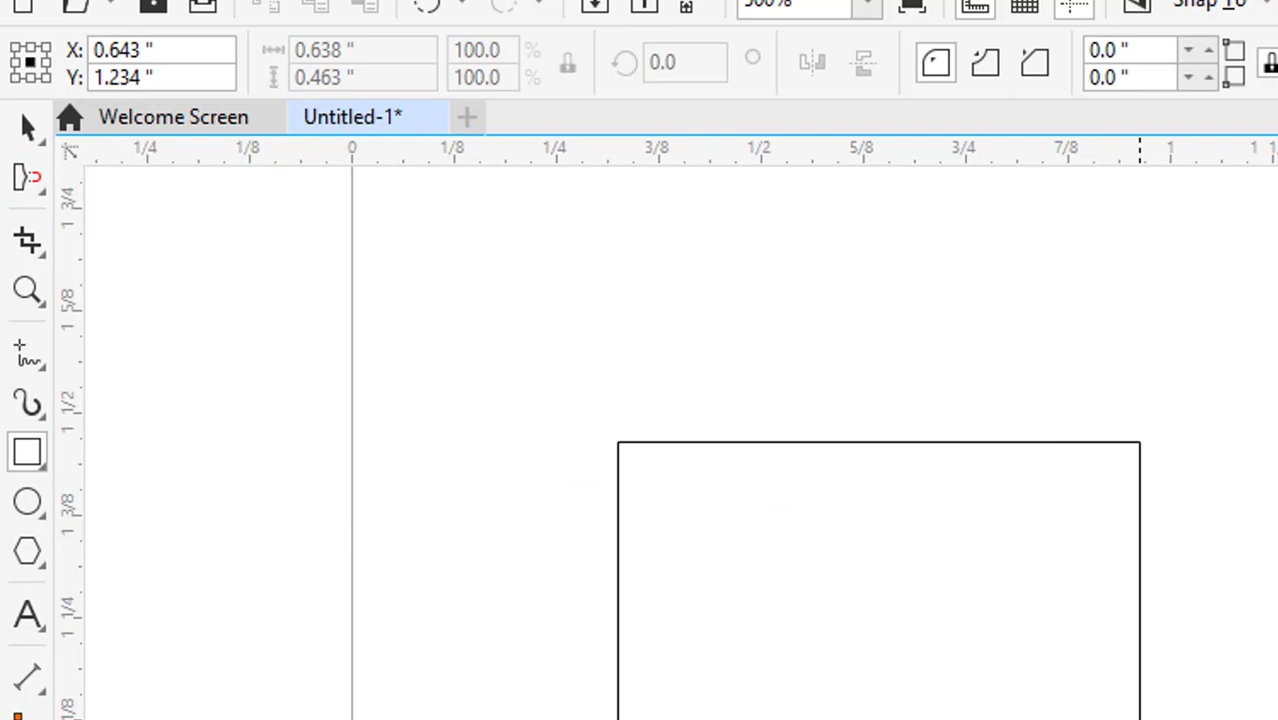 500%
Snap To
X: 0.643 "
0.638 "
100.0 %
0.0
0.0 "
Y: 1.234 "
0.463 "
100.0 %
0.0 "
Welcome Screen
Untitled-1*
+
1/4 1/8 0 1/8 1/4 3/8 1/2 5/8 3/4 7/8 1 1
1 3/4
1 5/8
1 1/2
1 3/8
1 1/4
1/8
A